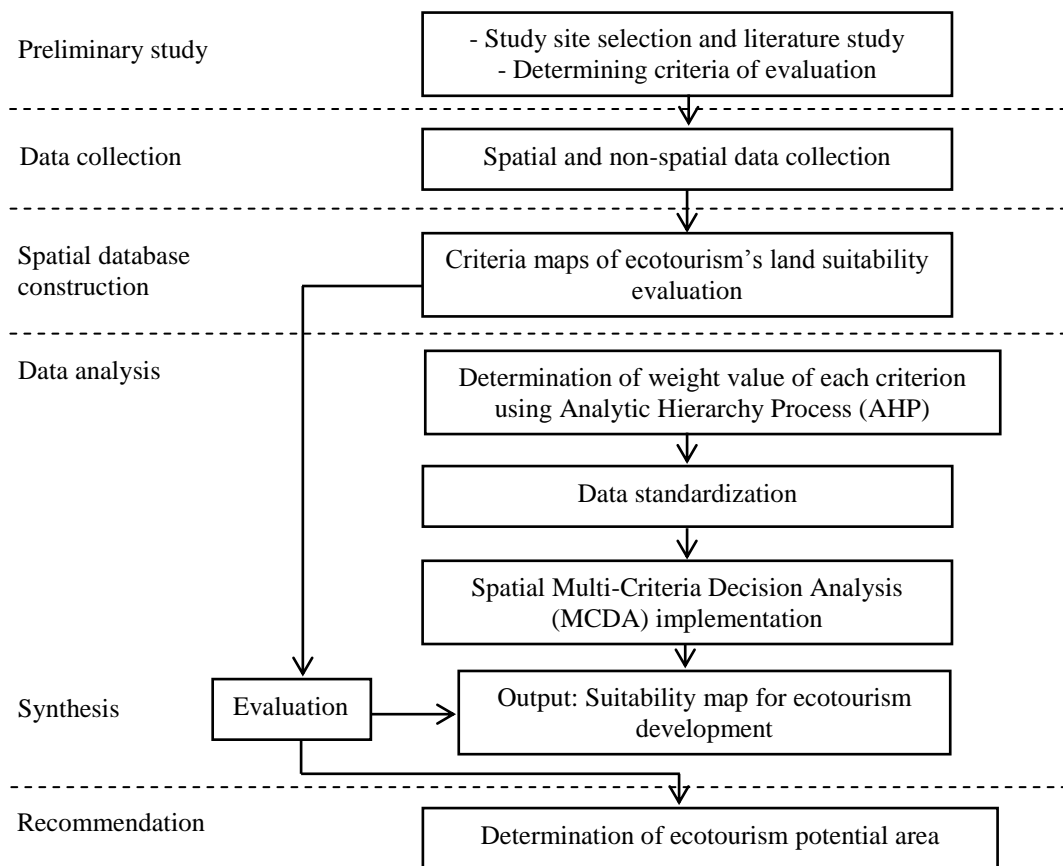 Preliminary study
- Study site selection and literature study
- Determining criteria of evaluation
Data collection
Spatial and non-spatial data collection
Spatial database
construction
Criteria maps of ecotourism's land suitability
evaluation
Data analysis
Determination of weight value of each criterion
using Analytic Hierarchy Process (AHP)
Data standardization
Spatial Multi-Criteria Decision Analysis
(MCDA) implementation
Synthesis
Evaluation
Output: Suitability map for ecotourism
development
Recommendation
Determination of ecotourism potential area